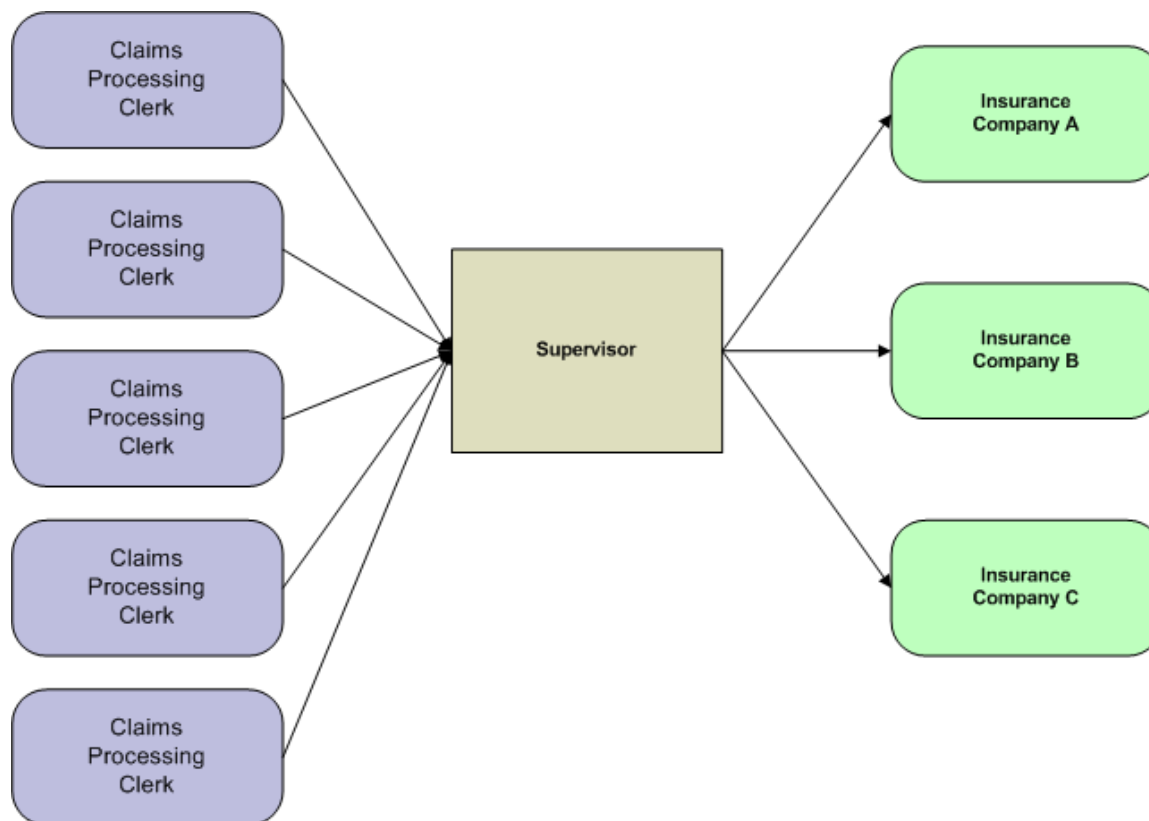 Claims
Processing
Clerk
Claims
Processing
Clerk
Claims
Processing
Clerk
Claims
Processing
Clerk
Claims
Processing
Clerk
Supervisor
Insurance
Company A
Insurance
Company B
Insurance
Company C